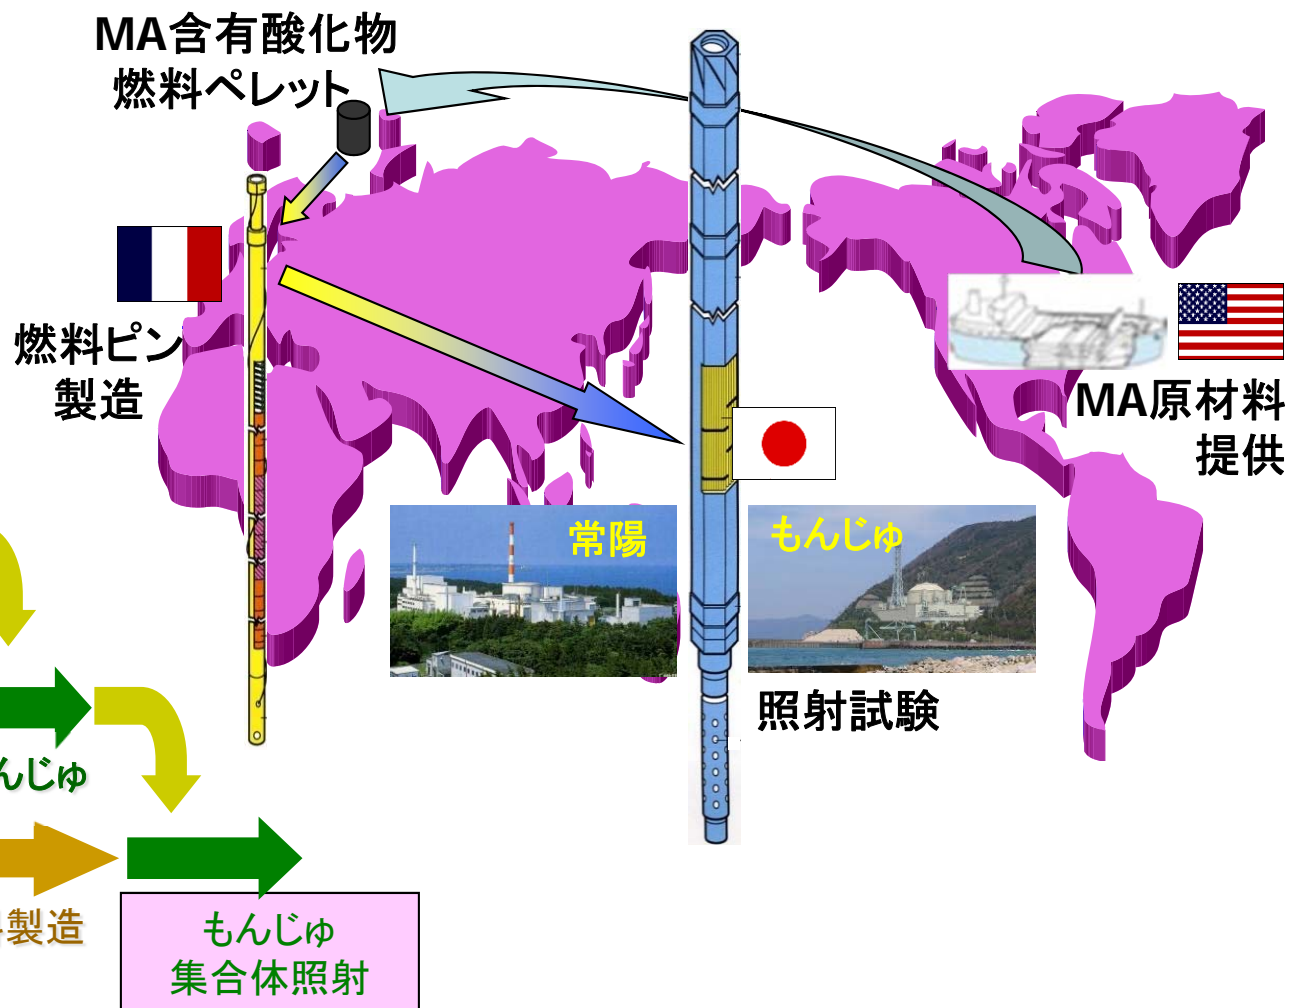 MA含有酸化物
燃料ペレット
燃料ピン
製造
MA原材料
提供
常陽
もんじゅ
照射試験
んじゅ
製造
もんじゅ
集合体照射